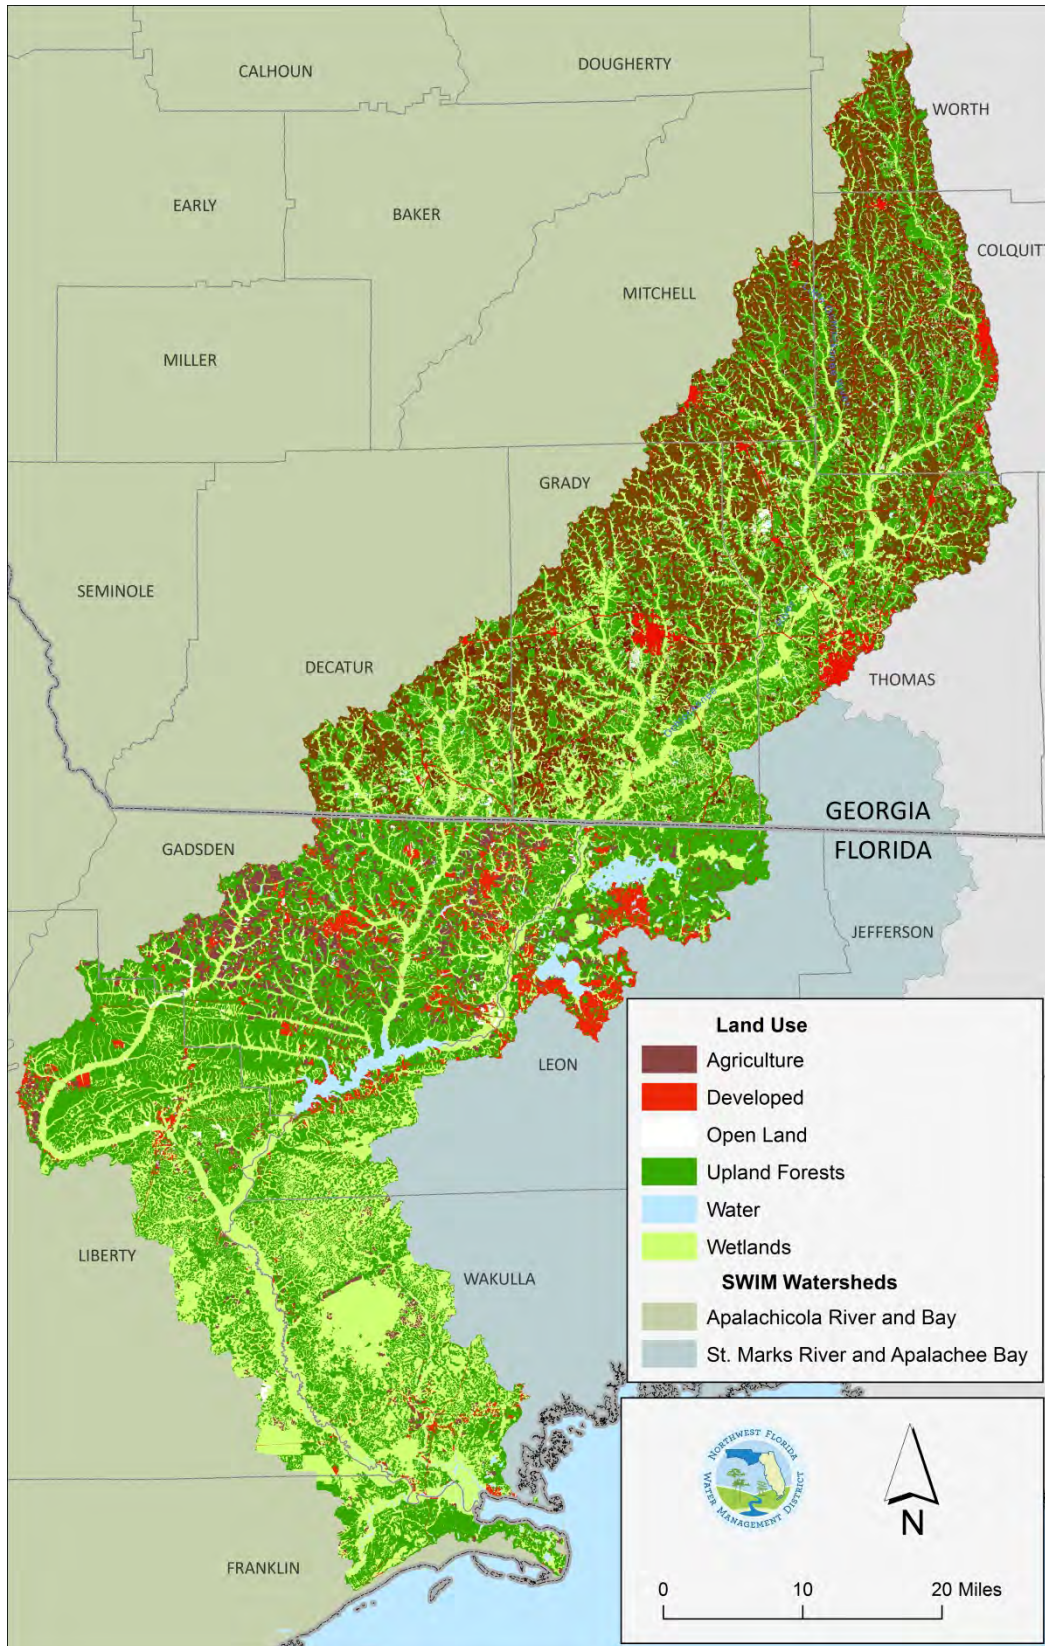 CALHOUN
DOUGHERTY
WORTH
EARLY
BAKER
COLQUITT
MITCHELL
MILLER
GRADY
SEMINOLE
DECATUR
THOMAS
GEORGIA
FLORIDA
GADSDEN
JEFFERSON
LEON
LIBERTY
WAKULLA
FRANKLIN
Land Use
Agriculture
Developed
Open Land
Upland Forests
Water
Wetlands
SWIM Watersheds
Apalachicola River and Bay
St. Marks River and Apalachee Bay
NORTHWEST FLORIDA
WATER MANAGEMENT DISTRICT
N
0 10 20 Miles